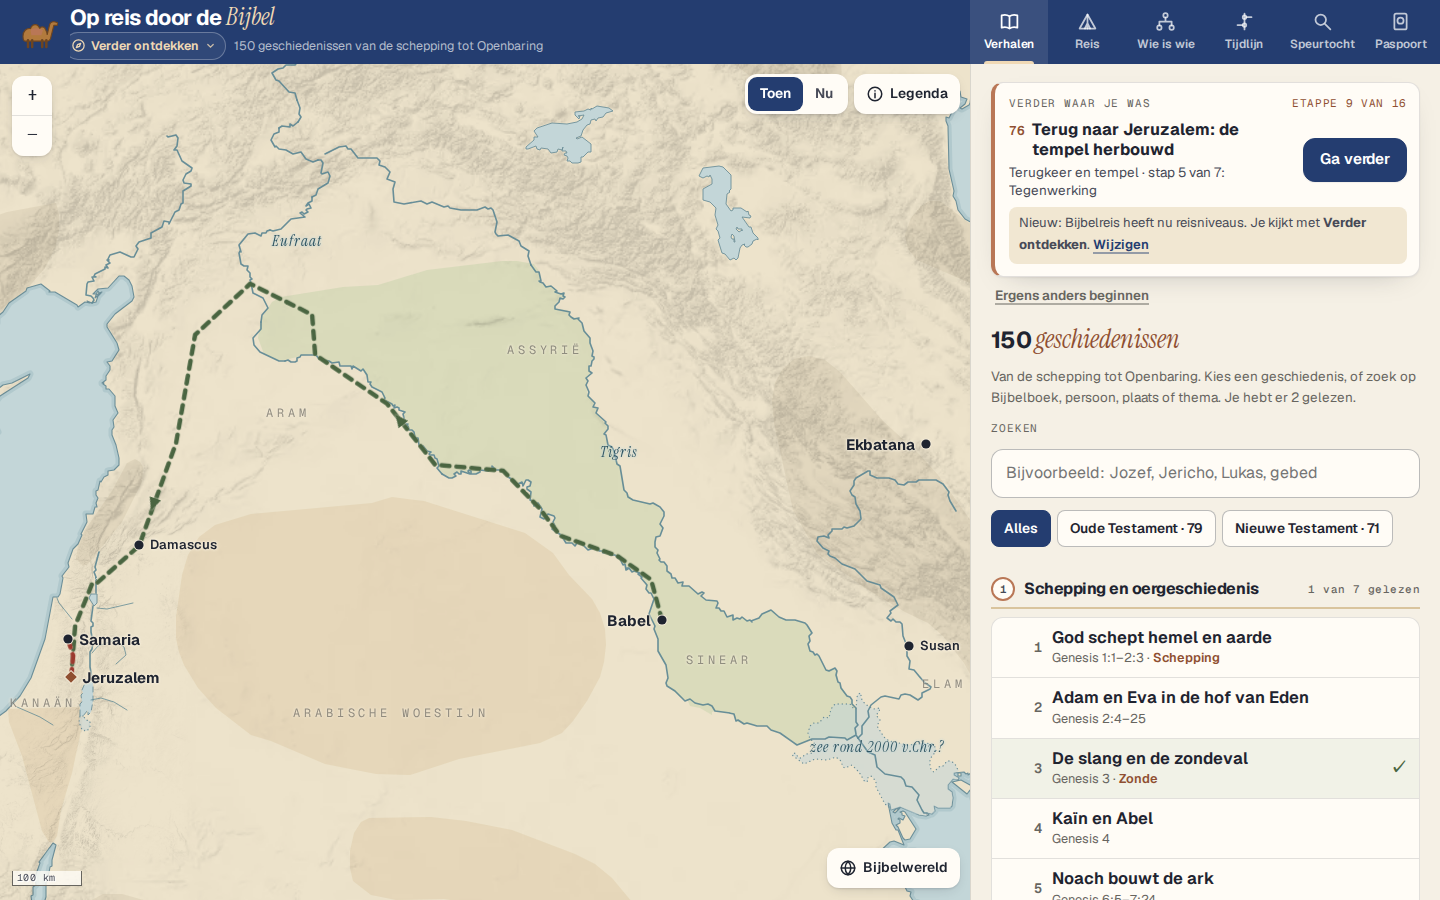 Op reis door de Bijbel
Verder ontdekken
150 geschiedenissen van de schepping tot Openbaring
Verhalen
Reis
Wie is wie
Tijdlijn
Speurtocht
Paspoort
+
−
Toen
Nu
Legenda
Eufraat
ASSYRIË
ARAM
Tigris
Ekbatana
Damascus
Babel
Samaria
Susan
SINEAR
Jeruzalem
ELAM
KANAÄN
ARABISCHE WOESTIJN
zee rond 2000 v.Chr.?
Bijbelwereld
100 km
VERDER WAAR JE WAS
ETAPPE 9 VAN 16
76 Terug naar Jeruzalem: de
tempel herbouwd
Terugkeer en tempel · stap 5 van 7:
Tegenwerking
Ga verder
Nieuw: Bijbelreis heeft nu reisniveaus. Je kijkt met Verder
ontdekken. Wijzigen
Ergens anders beginnen
150 geschiedenissen
Van de schepping tot Openbaring. Kies een geschiedenis, of zoek op
Bijbelboek, persoon, plaats of thema. Je hebt er 2 gelezen.
ZOEKEN
Bijvoorbeeld: Jozef, Jericho, Lukas, gebed
Alles
Oude Testament · 79
Nieuwe Testament · 71
1 Schepping en oergeschiedenis
1 van 7 gelezen
1 God schept hemel en aarde
Genesis 1:1–2:3 · Schepping
2 Adam en Eva in de hof van Eden
Genesis 2:4–25
3 De slang en de zondeval ✓
Genesis 3 · Zonde
4 Kaïn en Abel
Genesis 4
5 Noach bouwt de ark
Genesis 6:5–7:24